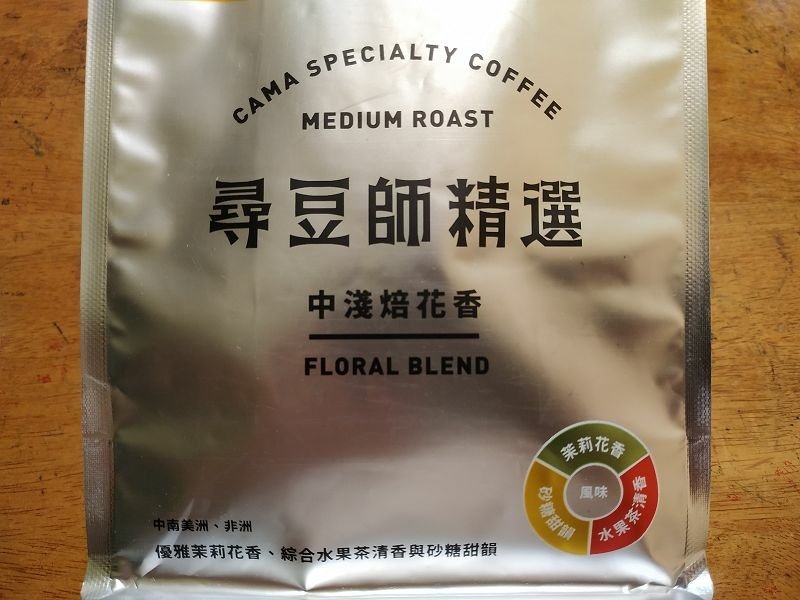 CAMA SPECIALTY COFFEE
MEDIUM ROAST
尋豆師精選
中淺焙花香
FLORAL BLEND
茉莉花香
風味
砂糖甜韻
水果茶清香
中南美洲、非洲
優雅茉莉花香、綜合水果茶清香與砂糖甜韻